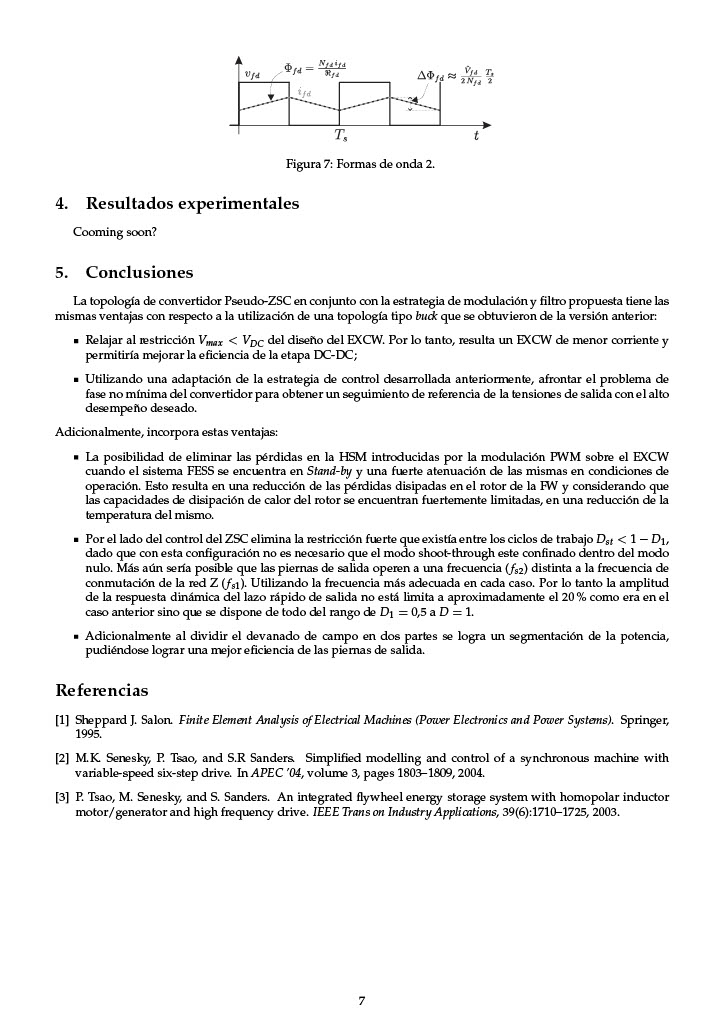 v_{fd}
Φ_{fd} = \frac{N_{fd} i_{fd}}{ℜ_{fd}}
i_{fd}
ΔΦ_{fd} ≈ \frac{\hat{V}_{fd}}{2 N_{fd}} \frac{T_s}{2}
T_s
t
Figura 7: Formas de onda 2.
4. Resultados experimentales
Cooming soon?
5. Conclusiones
La topología de convertidor Pseudo-ZSC en conjunto con la estrategia de modulación y filtro propuesta tiene las
mismas ventajas con respecto a la utilización de una topología tipo buck que se obtuvieron de la versión anterior:
▪ Relajar al restricción V_{max} < V_{DC} del diseño del EXCW. Por lo tanto, resulta un EXCW de menor corriente y
permitiría mejorar la eficiencia de la etapa DC-DC;
▪ Utilizando una adaptación de la estrategia de control desarrollada anteriormente, afrontar el problema de
fase no mínima del convertidor para obtener un seguimiento de referencia de la tensiones de salida con el alto
desempeño deseado.
Adicionalmente, incorpora estas ventajas:
▪ La posibilidad de eliminar las pérdidas en la HSM introducidas por la modulación PWM sobre el EXCW
cuando el sistema FESS se encuentra en Stand-by y una fuerte atenuación de las mismas en condiciones de
operación. Esto resulta en una reducción de las pérdidas disipadas en el rotor de la FW y considerando que
las capacidades de disipación de calor del rotor se encuentran fuertemente limitadas, en una reducción de la
temperatura del mismo.
▪ Por el lado del control del ZSC elimina la restricción fuerte que existía entre los ciclos de trabajo D_{st} < 1 − D_1,
dado que con esta configuración no es necesario que el modo shoot-through este confinado dentro del modo
nulo. Más aún sería posible que las piernas de salida operen a una frecuencia (f_{s2}) distinta a la frecuencia de
conmutación de la red Z (f_{s1}). Utilizando la frecuencia más adecuada en cada caso. Por lo tanto la amplitud
de la respuesta dinámica del lazo rápido de salida no está limita a aproximadamente el 20 % como era en el
caso anterior sino que se dispone de todo del rango de D_1 = 0,5 a D = 1.
▪ Adicionalmente al dividir el devanado de campo en dos partes se logra un segmentación de la potencia,
pudiéndose lograr una mejor eficiencia de las piernas de salida.
Referencias
[1] Sheppard J. Salon. Finite Element Analysis of Electrical Machines (Power Electronics and Power Systems). Springer,
1995.
[2] M.K. Senesky, P. Tsao, and S.R Sanders. Simplified modelling and control of a synchronous machine with
variable-speed six-step drive. In APEC '04, volume 3, pages 1803–1809, 2004.
[3] P. Tsao, M. Senesky, and S. Sanders. An integrated flywheel energy storage system with homopolar inductor
motor/generator and high frequency drive. IEEE Trans on Industry Applications, 39(6):1710–1725, 2003.
7